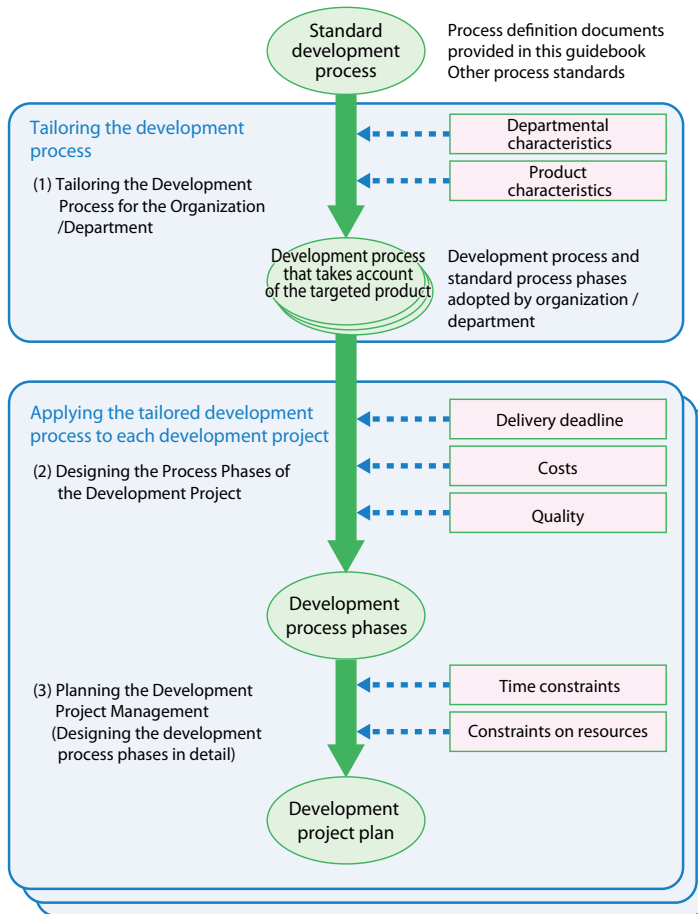 Standard
development
process
Process definition documents
provided in this guidebook
Other process standards
Tailoring the development
process
Departmental
characteristics
Product
characteristics
(1) Tailoring the Development
Process for the Organization
/Department
Development process
that takes account
of the targeted product
Development process and
standard process phases
adopted by organization /
department
Applying the tailored development
process to each development project
Delivery deadline
(2) Designing the Process Phases of
the Development Project
Costs
Quality
Development
process phases
(3) Planning the Development
Project Management
(Designing the development
process phases in detail)
Time constraints
Constraints on resources
Development
project plan